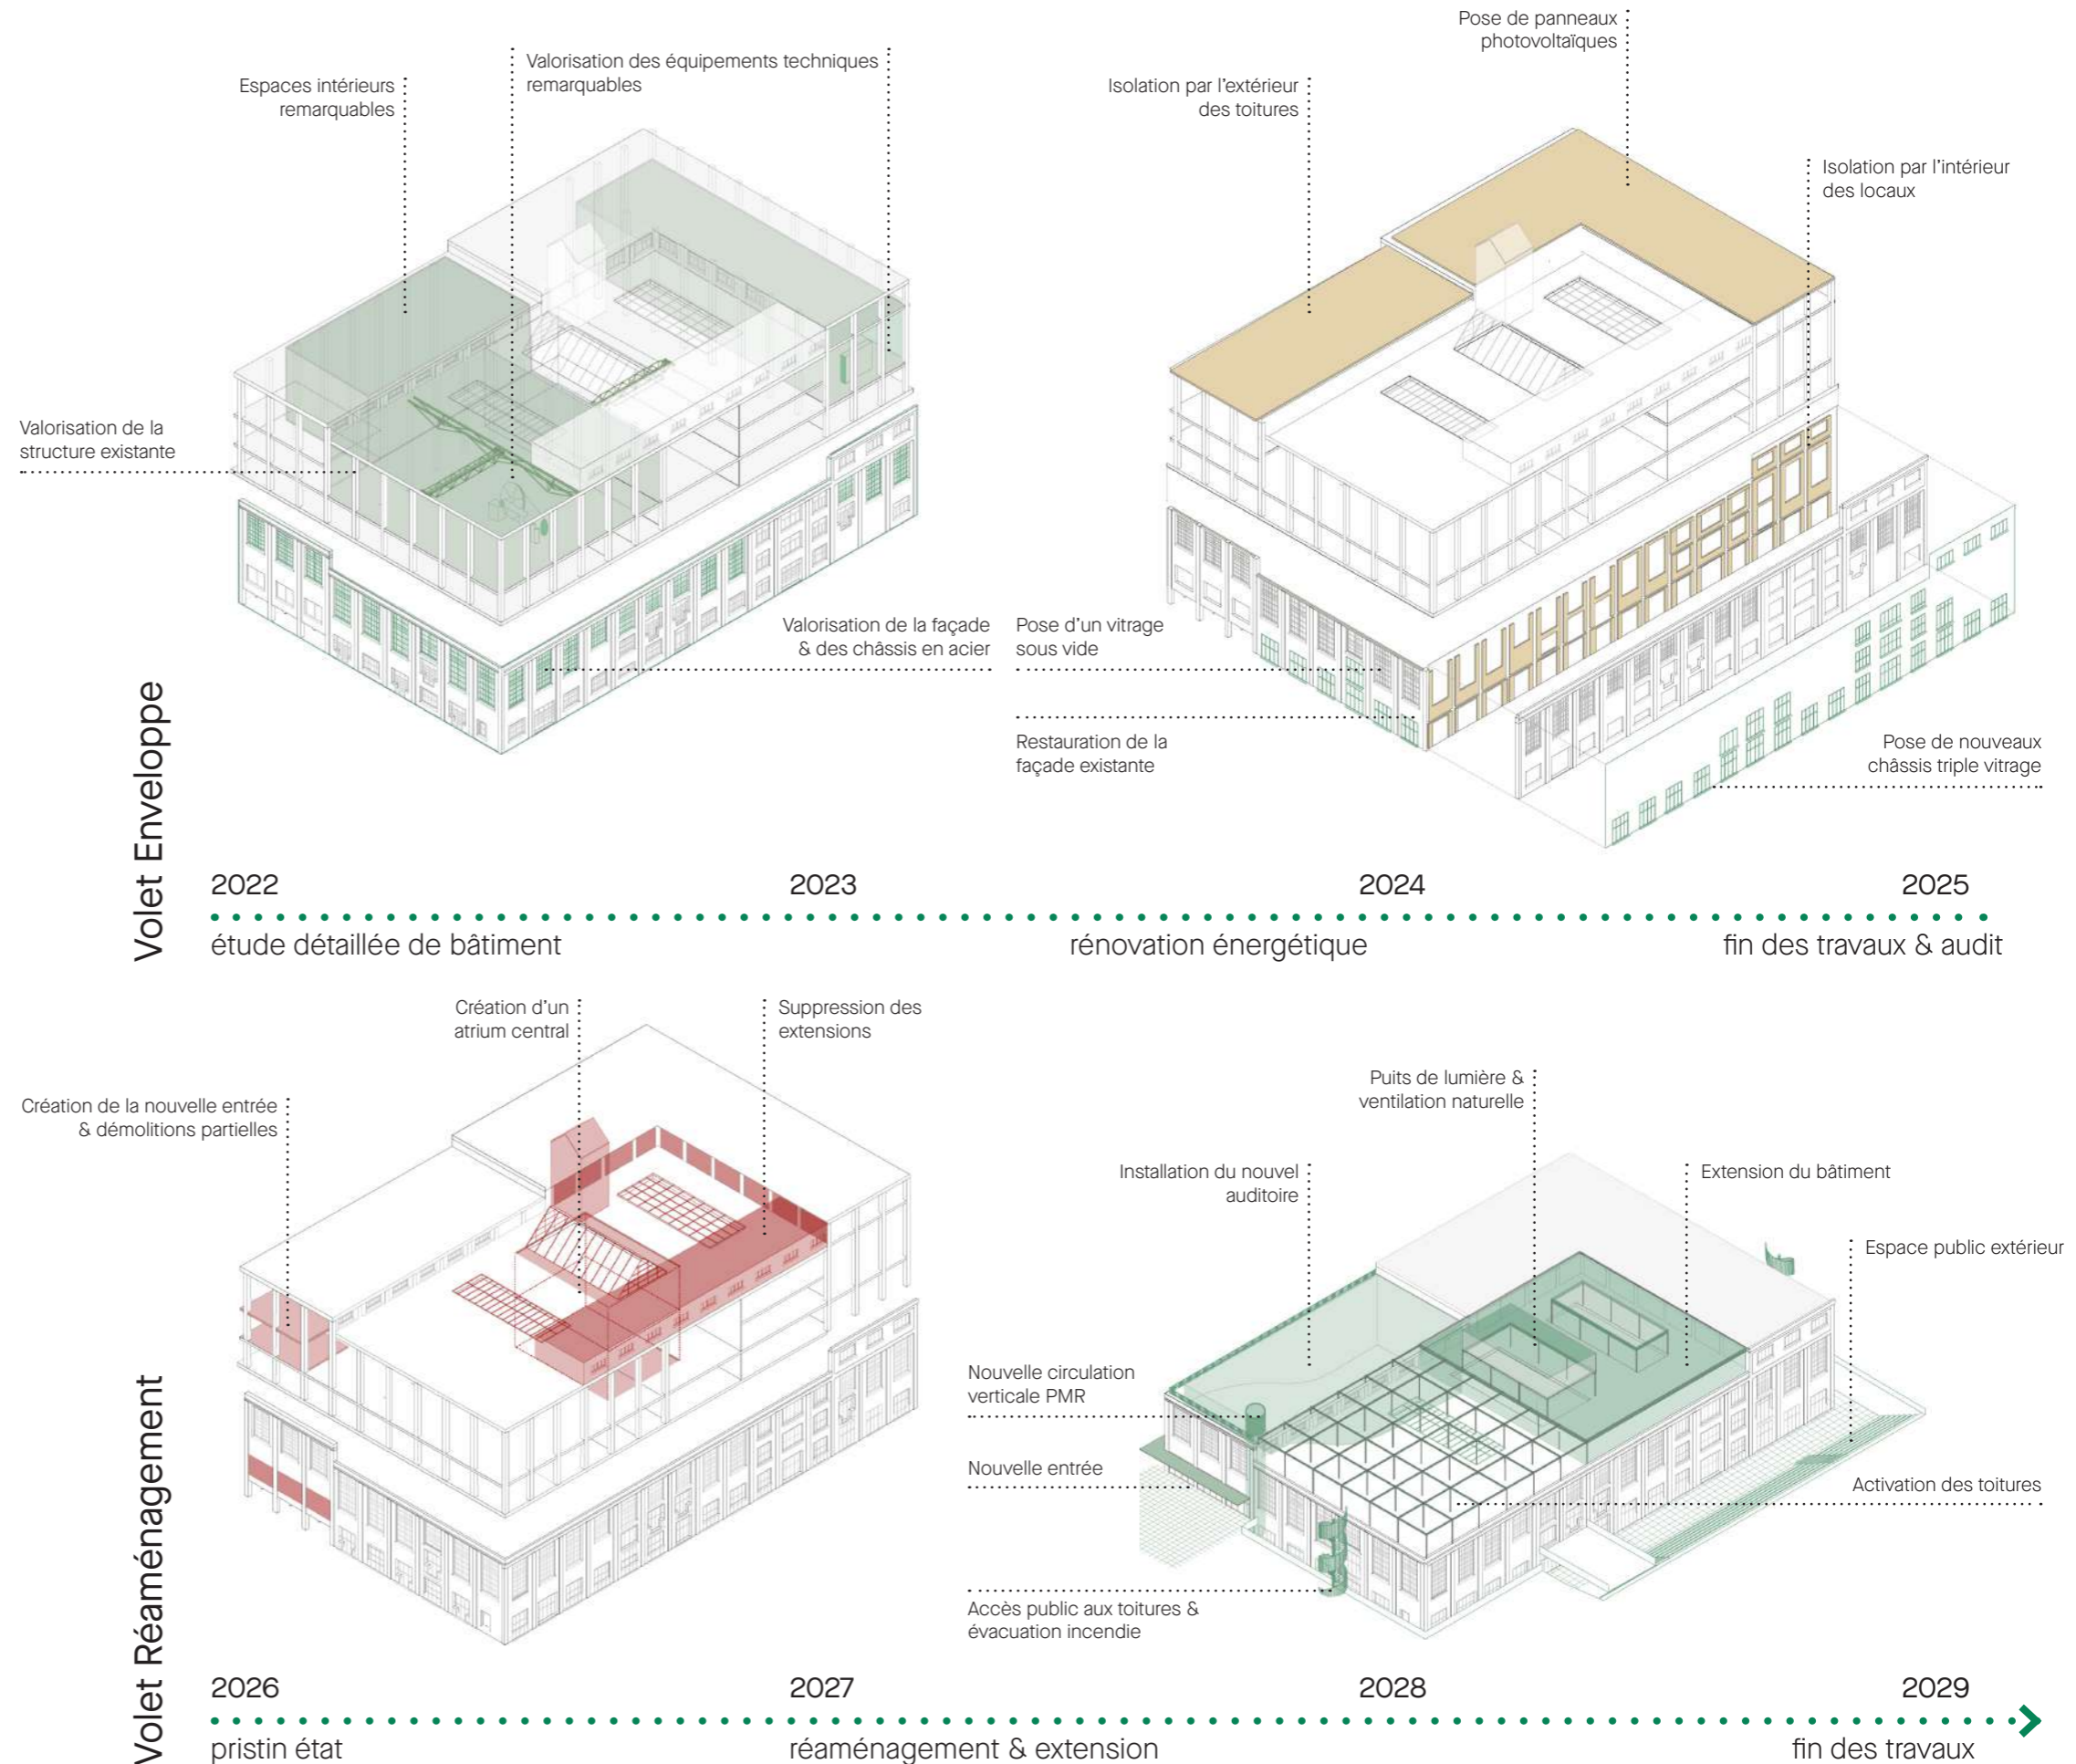 Pose de panneaux
photovoltaïques
Valorisation des équipements techniques
remarquables
Espaces intérieurs
remarquables
Isolation par l'extérieur
des toitures
Isolation par l'intérieur
des locaux
Valorisation de la
structure existante
Valorisation de la façade
& des châssis en acier
Pose d'un vitrage
sous vide
Restauration de la
façade existante
Pose de nouveaux
châssis triple vitrage
Volet Enveloppe
2022
2023
2024
2025
étude détaillée de bâtiment
rénovation énergétique
fin des travaux & audit
Création d'un
atrium central
Suppression des
extensions
Création de la nouvelle entrée
& démolitions partielles
Puits de lumière &
ventilation naturelle
Installation du nouvel
auditoire
Extension du bâtiment
Espace public extérieur
Nouvelle circulation
verticale PMR
Nouvelle entrée
Activation des toitures
Accès public aux toitures &
évacuation incendie
Volet Réaménagement
2026
2027
2028
2029
pristin état
réaménagement & extension
fin des travaux